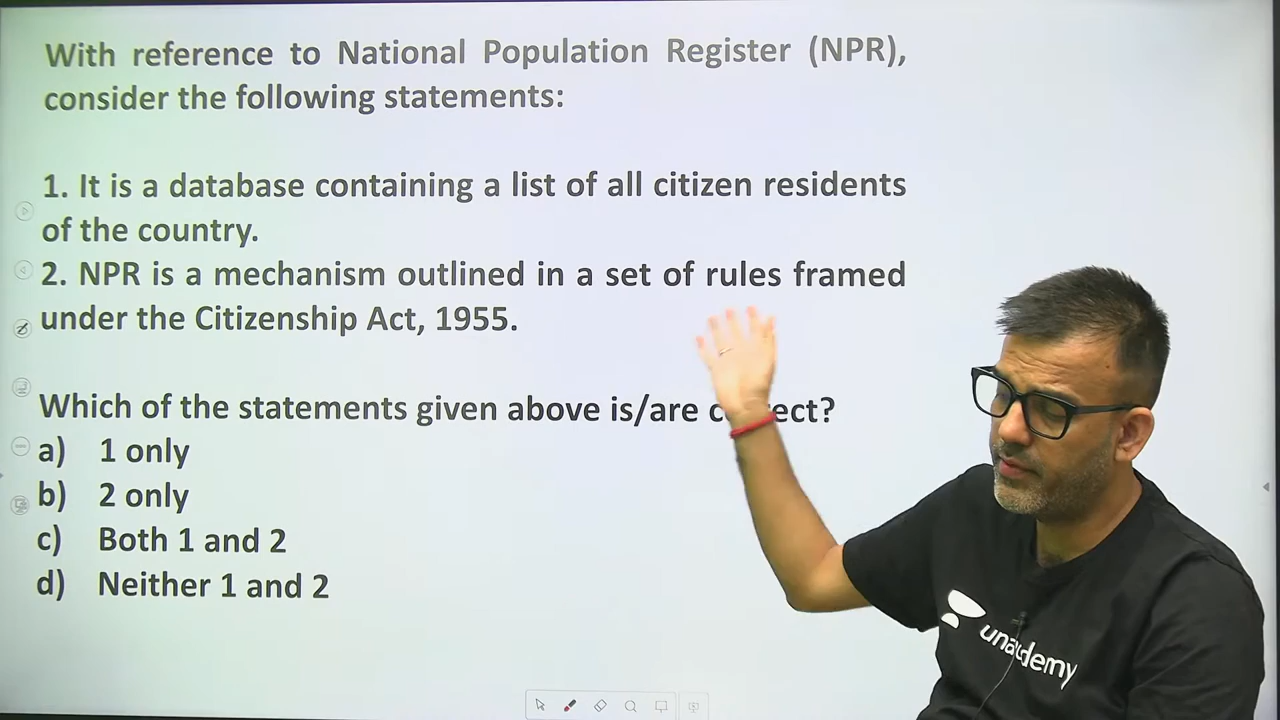 With reference to National Population Register (NPR),
consider the following statements:
1. It is a database containing a list of all citizen residents
of the country.
2. NPR is a mechanism outlined in a set of rules framed
under the Citizenship Act, 1955.
Which of the statements given above is/are
a) 1 only
b) 2 only
c) Both 1 and 2
d) Neither 1 and 2
unacademy